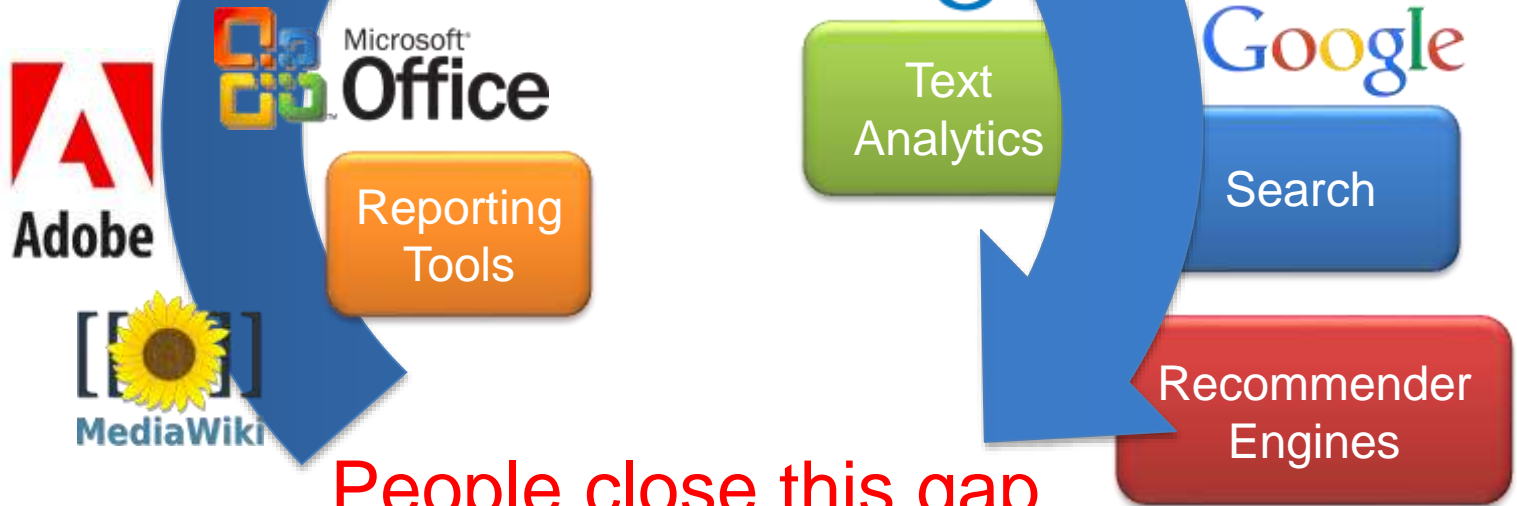 Microsoft
Office
Adobe
Reporting
Tools
MediaWiki
Text
Analytics
Google
Search
Recommender
Engines
People close this gap